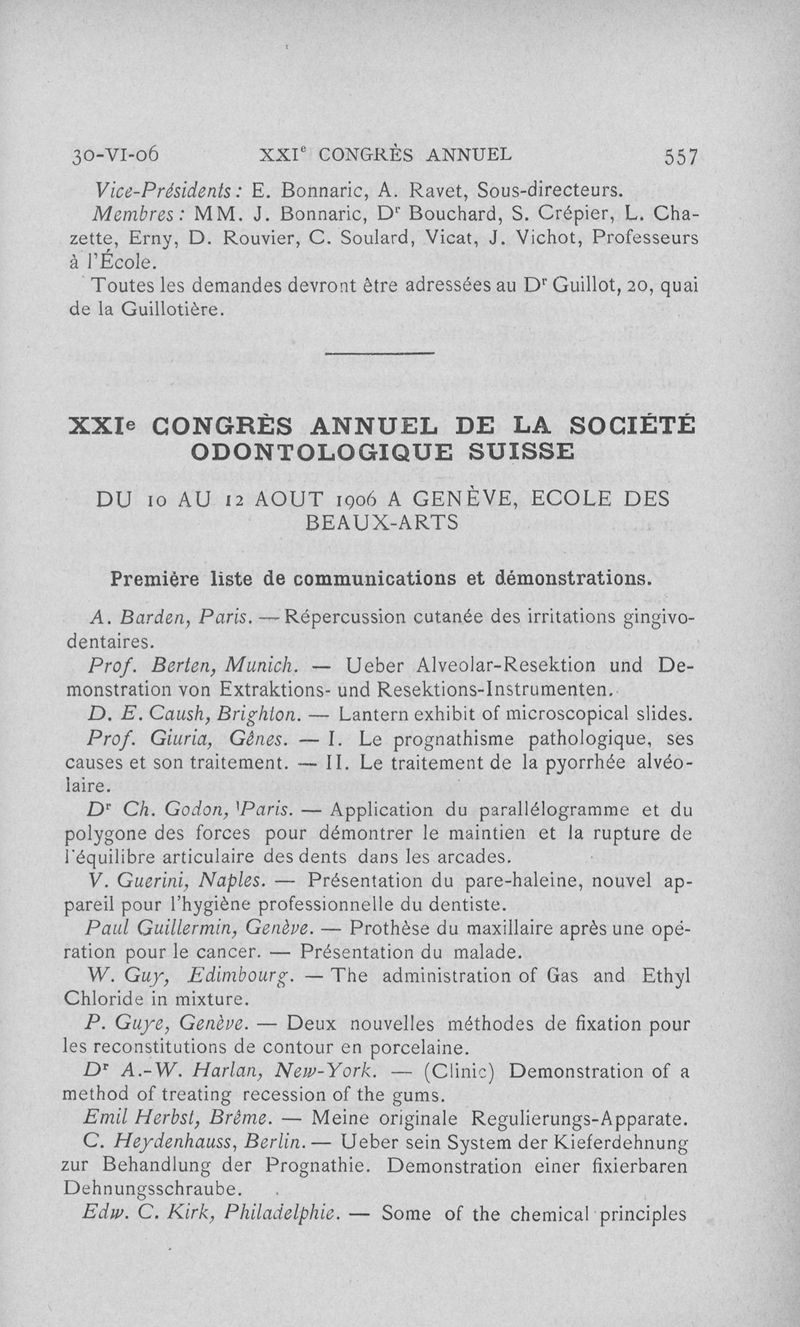 30-VI-06 XXIe CONGRÈS ANNUEL 557
Vice-Présidents: E. Bonnaric, A. Ravet, Sous-directeurs.
Membres: MM. J. Bonnaric, Dr Bouchard, S. Crépier, L. Cha-
zette, Erny, D. Rouvier, C. Soulard, Vicat, J. Vichot, Professeurs
à l'École.
Toutes les demandes devront être adressées au Dr Guillot, 20, quai
de la Guillotière.
XXIe CONGRÈS ANNUEL DE LA SOCIÉTÉ
ODONTOLOGIQUE SUISSE
DU 10 AU 12 AOUT 1906 A GENÈVE, ECOLE DES
BEAUX-ARTS
Première liste de communications et démonstrations.
A. Barden, Paris. — Répercussion cutanée des irritations gingivo-
dentaires.
Prof. Berten, Munich. — Ueber Alveolar-Resektion und De-
monstration von Extraktions- und Resektions-Instrumenten.
D. E. Caush, Brighton. — Lantern exhibit of microscopical slides.
Prof. Giuria, Gênes. — I. Le prognathisme pathologique, ses
causes et son traitement. — II. Le traitement de la pyorrhée alvéo-
laire.
Dr Ch. Godon, Paris. — Application du parallélogramme et du
polygone des forces pour démontrer le maintien et la rupture de
l'équilibre articulaire des dents dans les arcades.
V. Guerini, Naples. — Présentation du pare-haleine, nouvel ap-
pareil pour l'hygiène professionnelle du dentiste.
Paul Guillermin, Genève. — Prothèse du maxillaire après une opé-
ration pour le cancer. — Présentation du malade.
W. Guy, Edimbourg. — The administration of Gas and Ethyl
Chloride in mixture.
P. Guye, Genève. — Deux nouvelles méthodes de fixation pour
les reconstitutions de contour en porcelaine.
Dr A.-W. Harlan, New-York. — (Clinic) Demonstration of a
method of treating recession of the gums.
Emil Herbst, Brême. — Meine originale Regulierungs-Apparate.
C. Heydenhauss, Berlin. — Ueber sein System der Kieferdehnung
zur Behandlung der Prognathie. Demonstration einer fixierbaren
Dehnungsschraube.
Edw. C. Kirk, Philadelphie. — Some of the chemical principles